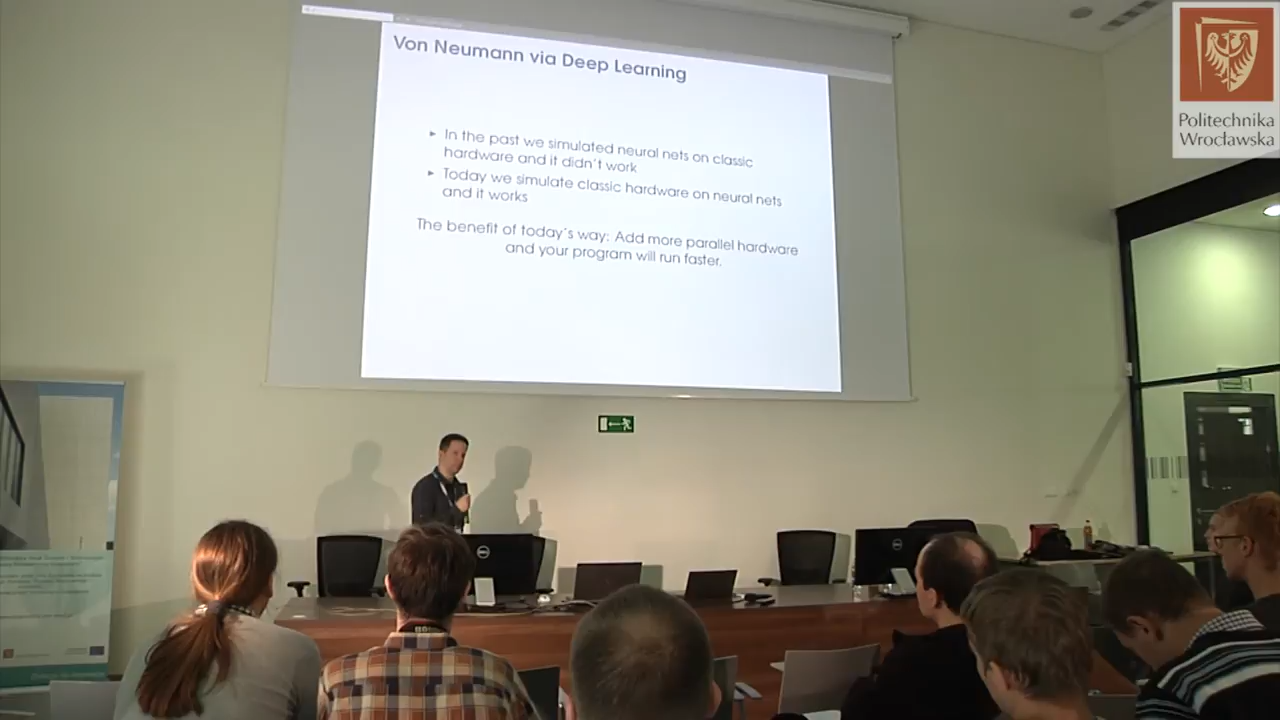 Von Neumann via Deep Learning
▸ In the past we simulated neural nets on classic
hardware and it didn't work
▸ Today we simulate classic hardware on neural nets
and it works
The benefit of today's way: Add more parallel hardware
and your program will run faster.
Politechnika
Wrocławska
DELL
DELL